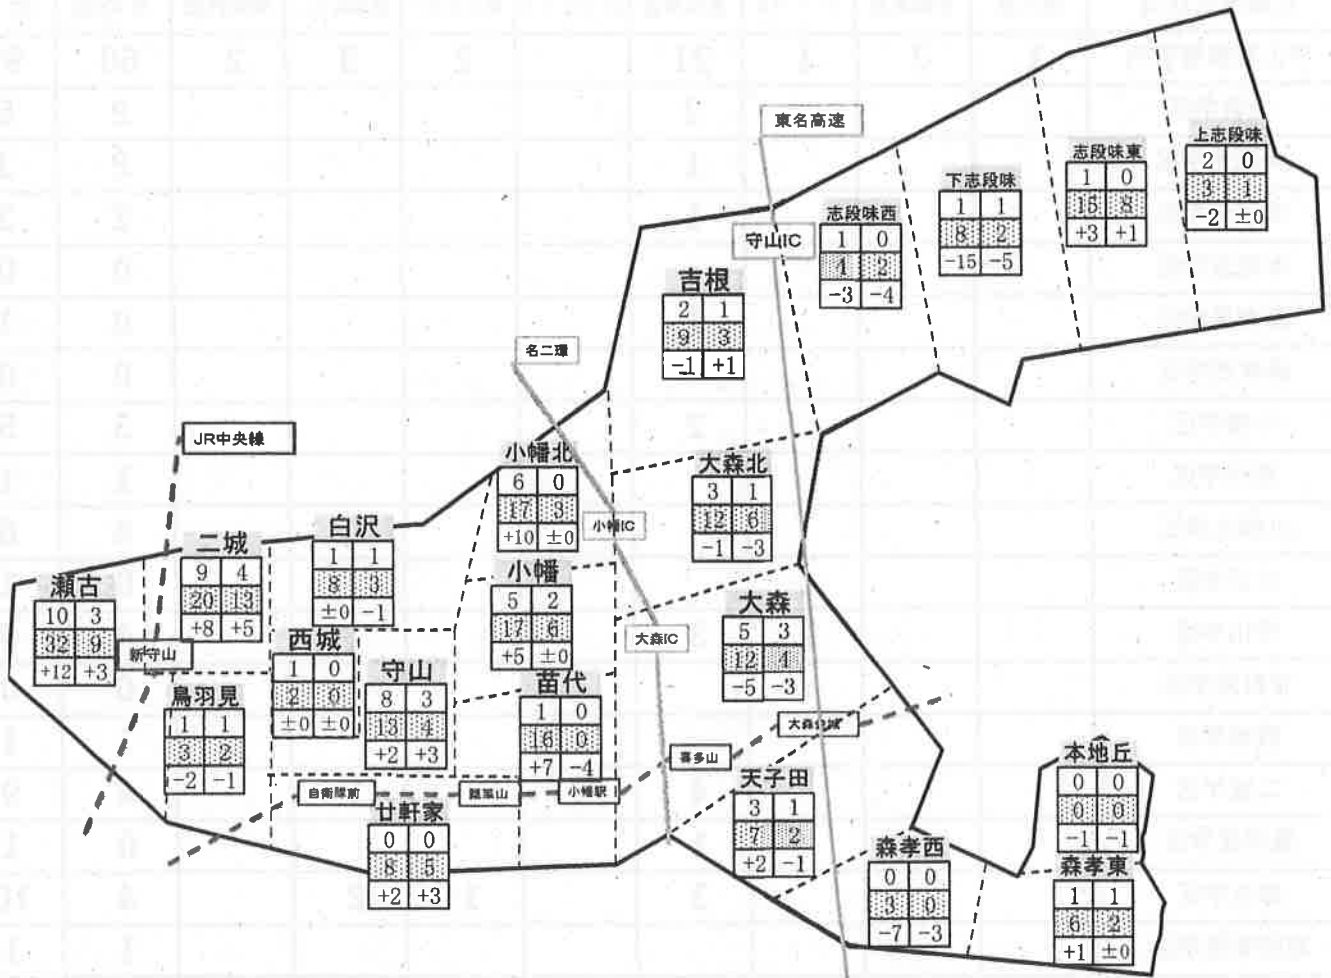 東名高速
上志段味
2 0
3 1
-2 ±0
志段味東
1 0
15 8
+3 +1
下志段味
1 1
8 2
-15 -5
志段味西
1 0
4 2
-3 -4
守山IC
吉根
2 1
9 3
-1 +1
名二環
JR中央線
小幡北
6 0
17 3
+10 ±0
小幡IC
大森北
3 1
12 6
-1 -3
白沢
1 1
8 3
±0 -1
二城
9 4
20 13
+8 +5
瀬古
10 3
32 9
+12 +3
新守山
小幡
5 2
17 6
+5 ±0
大森IC
大森
5 3
12 4
-5 -3
西城
1 0
2 0
±0 ±0
守山
8 3
13 4
+2 +3
苗代
1 0
16 0
+7 -4
鳥羽見
1 1
3 2
-2 -1
喜多山
自衛隊前
小幡駅
廿軒家
0 0
8 5
+2 +3
天子田
3 1
7 2
+2 -1
森孝西
0 0
3 0
-7 -3
本地丘
0 0
0 0
-1 -1
森孝東
1 1
6 2
+1 ±0